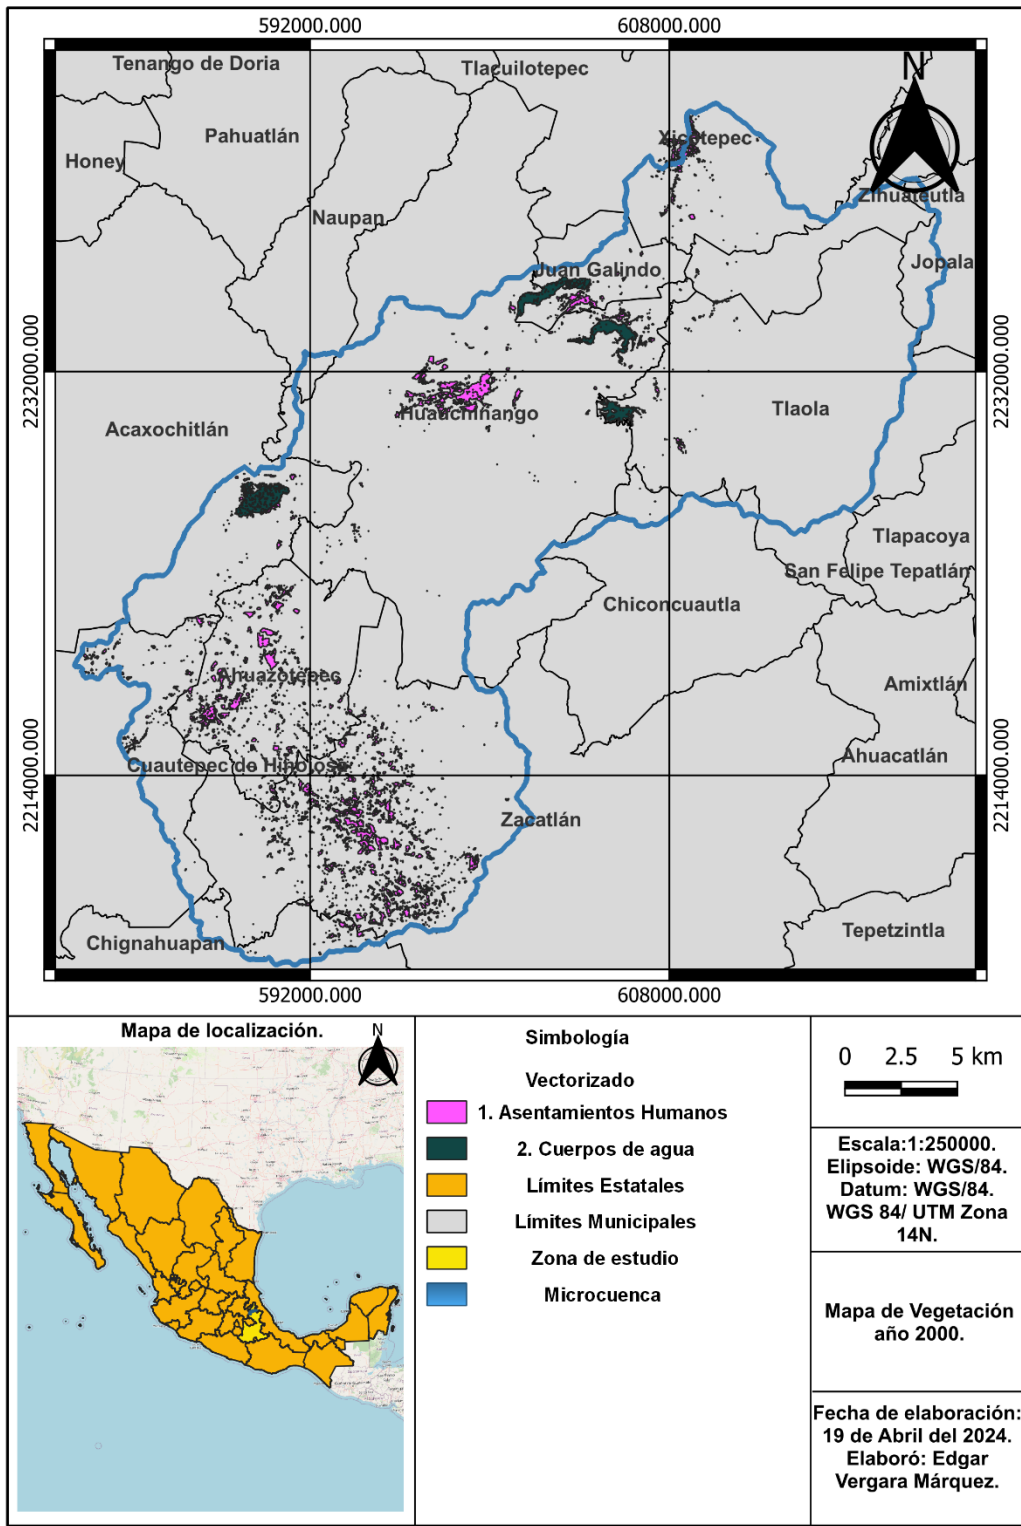 592000.000
608000.000
Tenango de Doria
Tlacuilotepec
N
Pahuatlán
Xicotepec
Honey
Zihuateutla
Naupan
Jopala
Juan Galindo
2232000.000
2232000.000
Huauchinango
Tlaola
Acaxochitlán
Tlapacoya
San Felipe Tepatlán
Chiconcuautla
Ahuazotepec
Amixtlán
2214000.000
2214000.000
Ahuacatlán
Cuautepec de Hinojosa
Zacatlán
Chignahuapan
Tepetzintla
592000.000
608000.000
Mapa de localización.
N
Simbología
Vectorizado
1. Asentamientos Humanos
2. Cuerpos de agua
Límites Estatales
Límites Municipales
Zona de estudio
Microcuenca
0 2.5 5 km
Escala:1:250000.
Elipsoide: WGS/84.
Datum: WGS/84.
WGS 84/ UTM Zona
14N.
Mapa de Vegetación
año 2000.
Fecha de elaboración:
19 de Abril del 2024.
Elaboró: Edgar
Vergara Márquez.